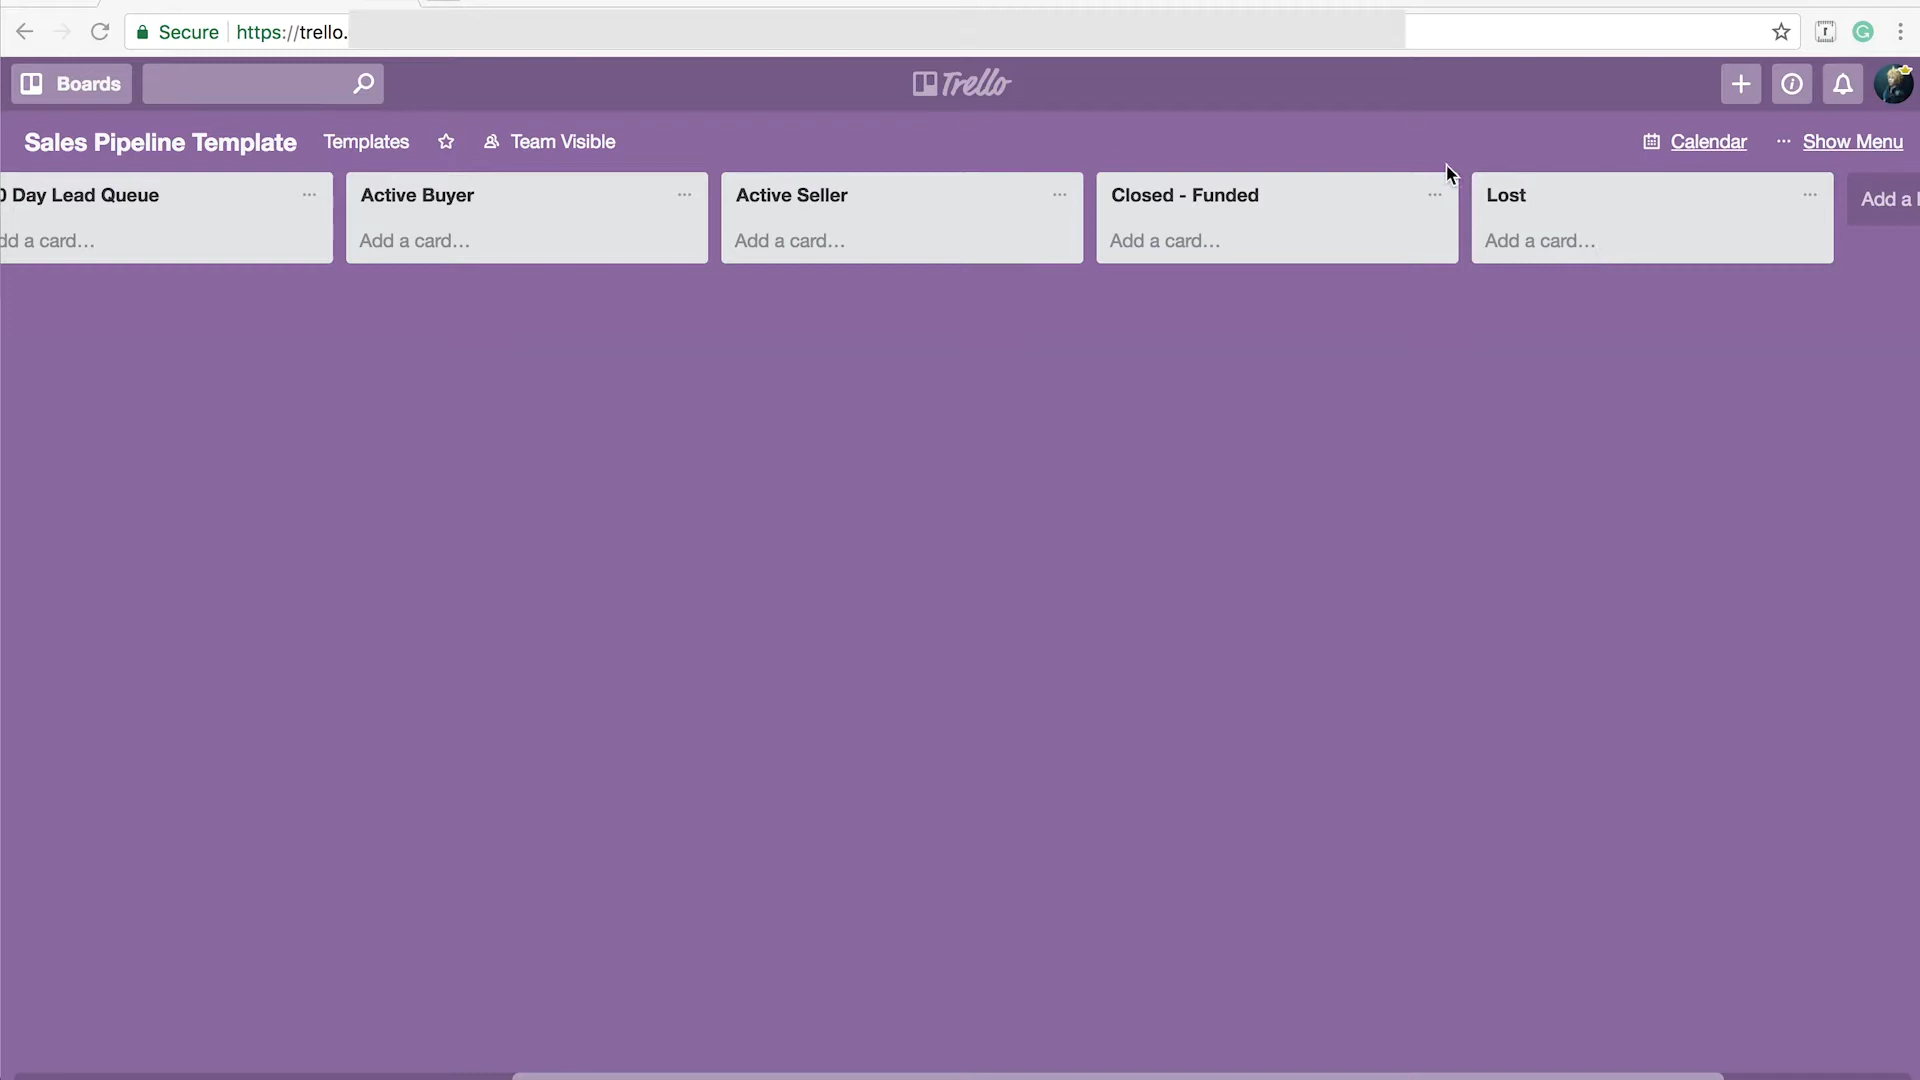 Secure https://trello.
Boards Trello
Sales Pipeline Template Templates Team Visible Calendar ··· Show Menu
0 Day Lead Queue ··· Active Buyer ··· Active Seller ··· Closed - Funded ··· Lost ··· Add a l
dd a card… Add a card… Add a card… Add a card… Add a card…